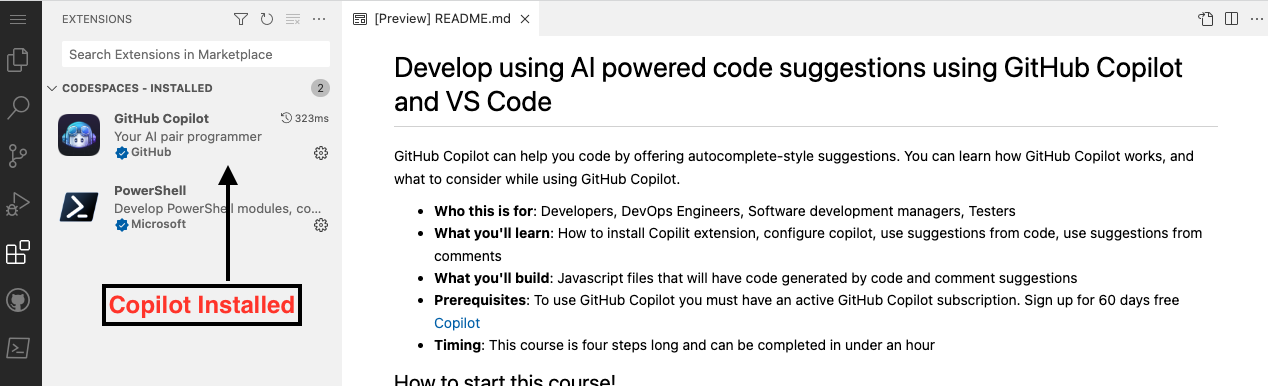 EXTENSIONS
Search Extensions in Marketplace
CODESPACES - INSTALLED
2
GitHub Copilot
323ms
Your AI pair programmer
GitHub
PowerShell
Develop PowerShell modules, co...
Microsoft
Copilot Installed
[Preview] README.md
Develop using AI powered code suggestions using GitHub Copilot
and VS Code
GitHub Copilot can help you code by offering autocomplete-style suggestions. You can learn how GitHub Copilot works, and
what to consider while using GitHub Copilot.
• Who this is for: Developers, DevOps Engineers, Software development managers, Testers
• What you'll learn: How to install Copilit extension, configure copilot, use suggestions from code, use suggestions from
comments
• What you'll build: Javascript files that will have code generated by code and comment suggestions
• Prerequisites: To use GitHub Copilot you must have an active GitHub Copilot subscription. Sign up for 60 days free
Copilot
• Timing: This course is four steps long and can be completed in under an hour
How to start this course!